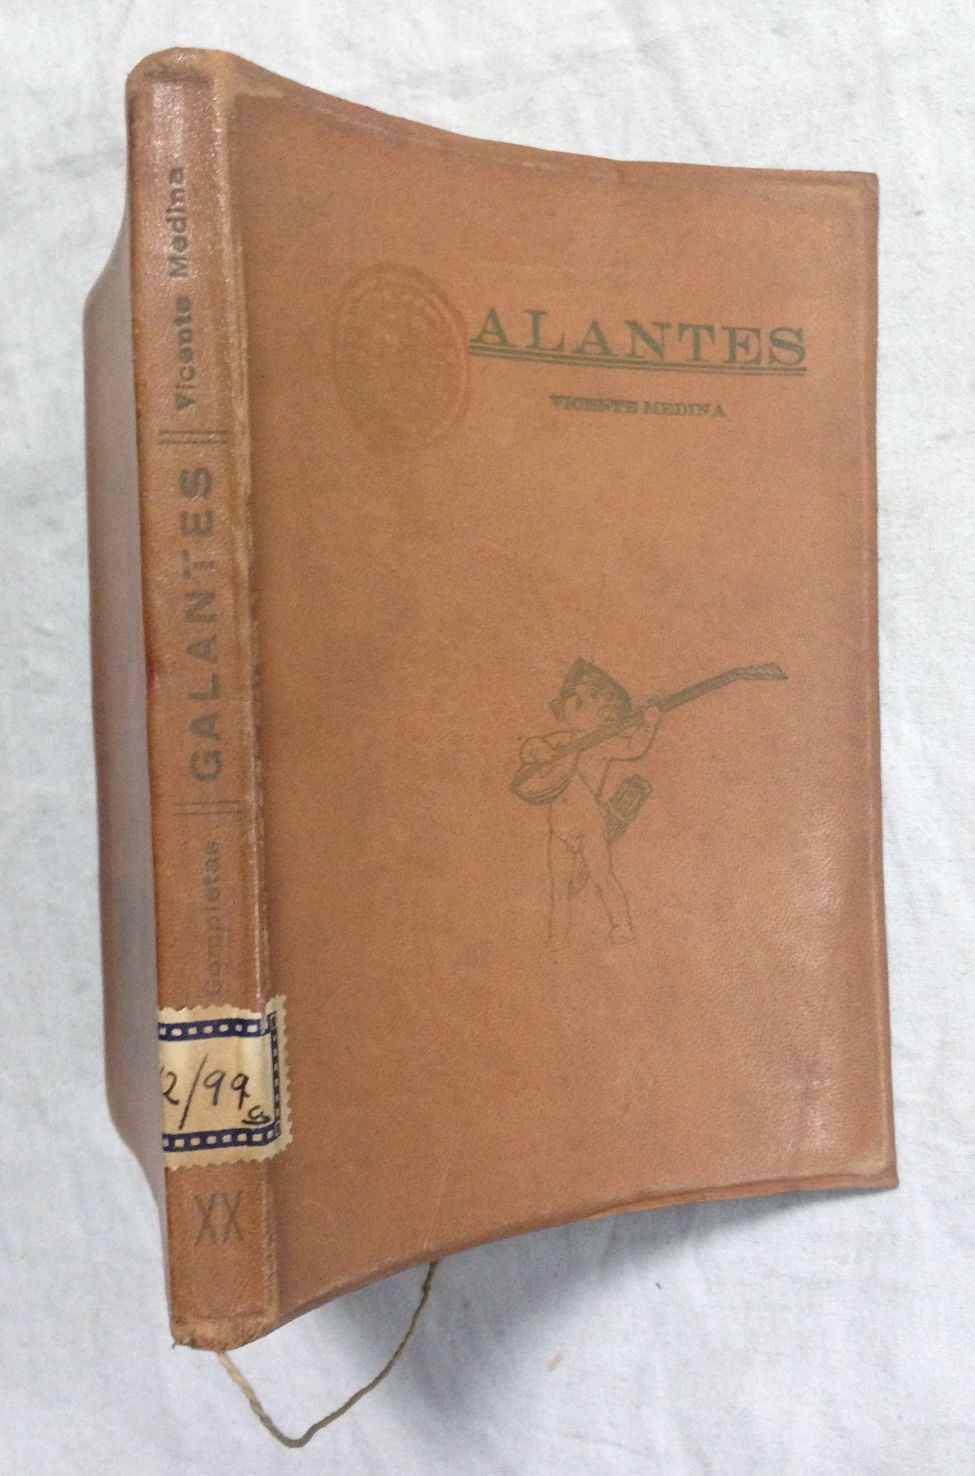 ALANTES
VICENTE MEDINA
Completas GALANTES Vicente Medina
2/99
XX